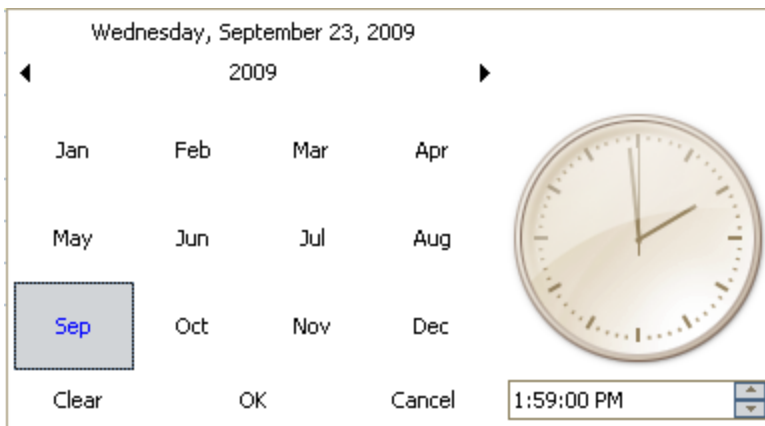 Wednesday, September 23, 2009
2009
Jan Feb Mar Apr
May Jun Jul Aug
Sep Oct Nov Dec
Clear OK Cancel
1:59:00 PM